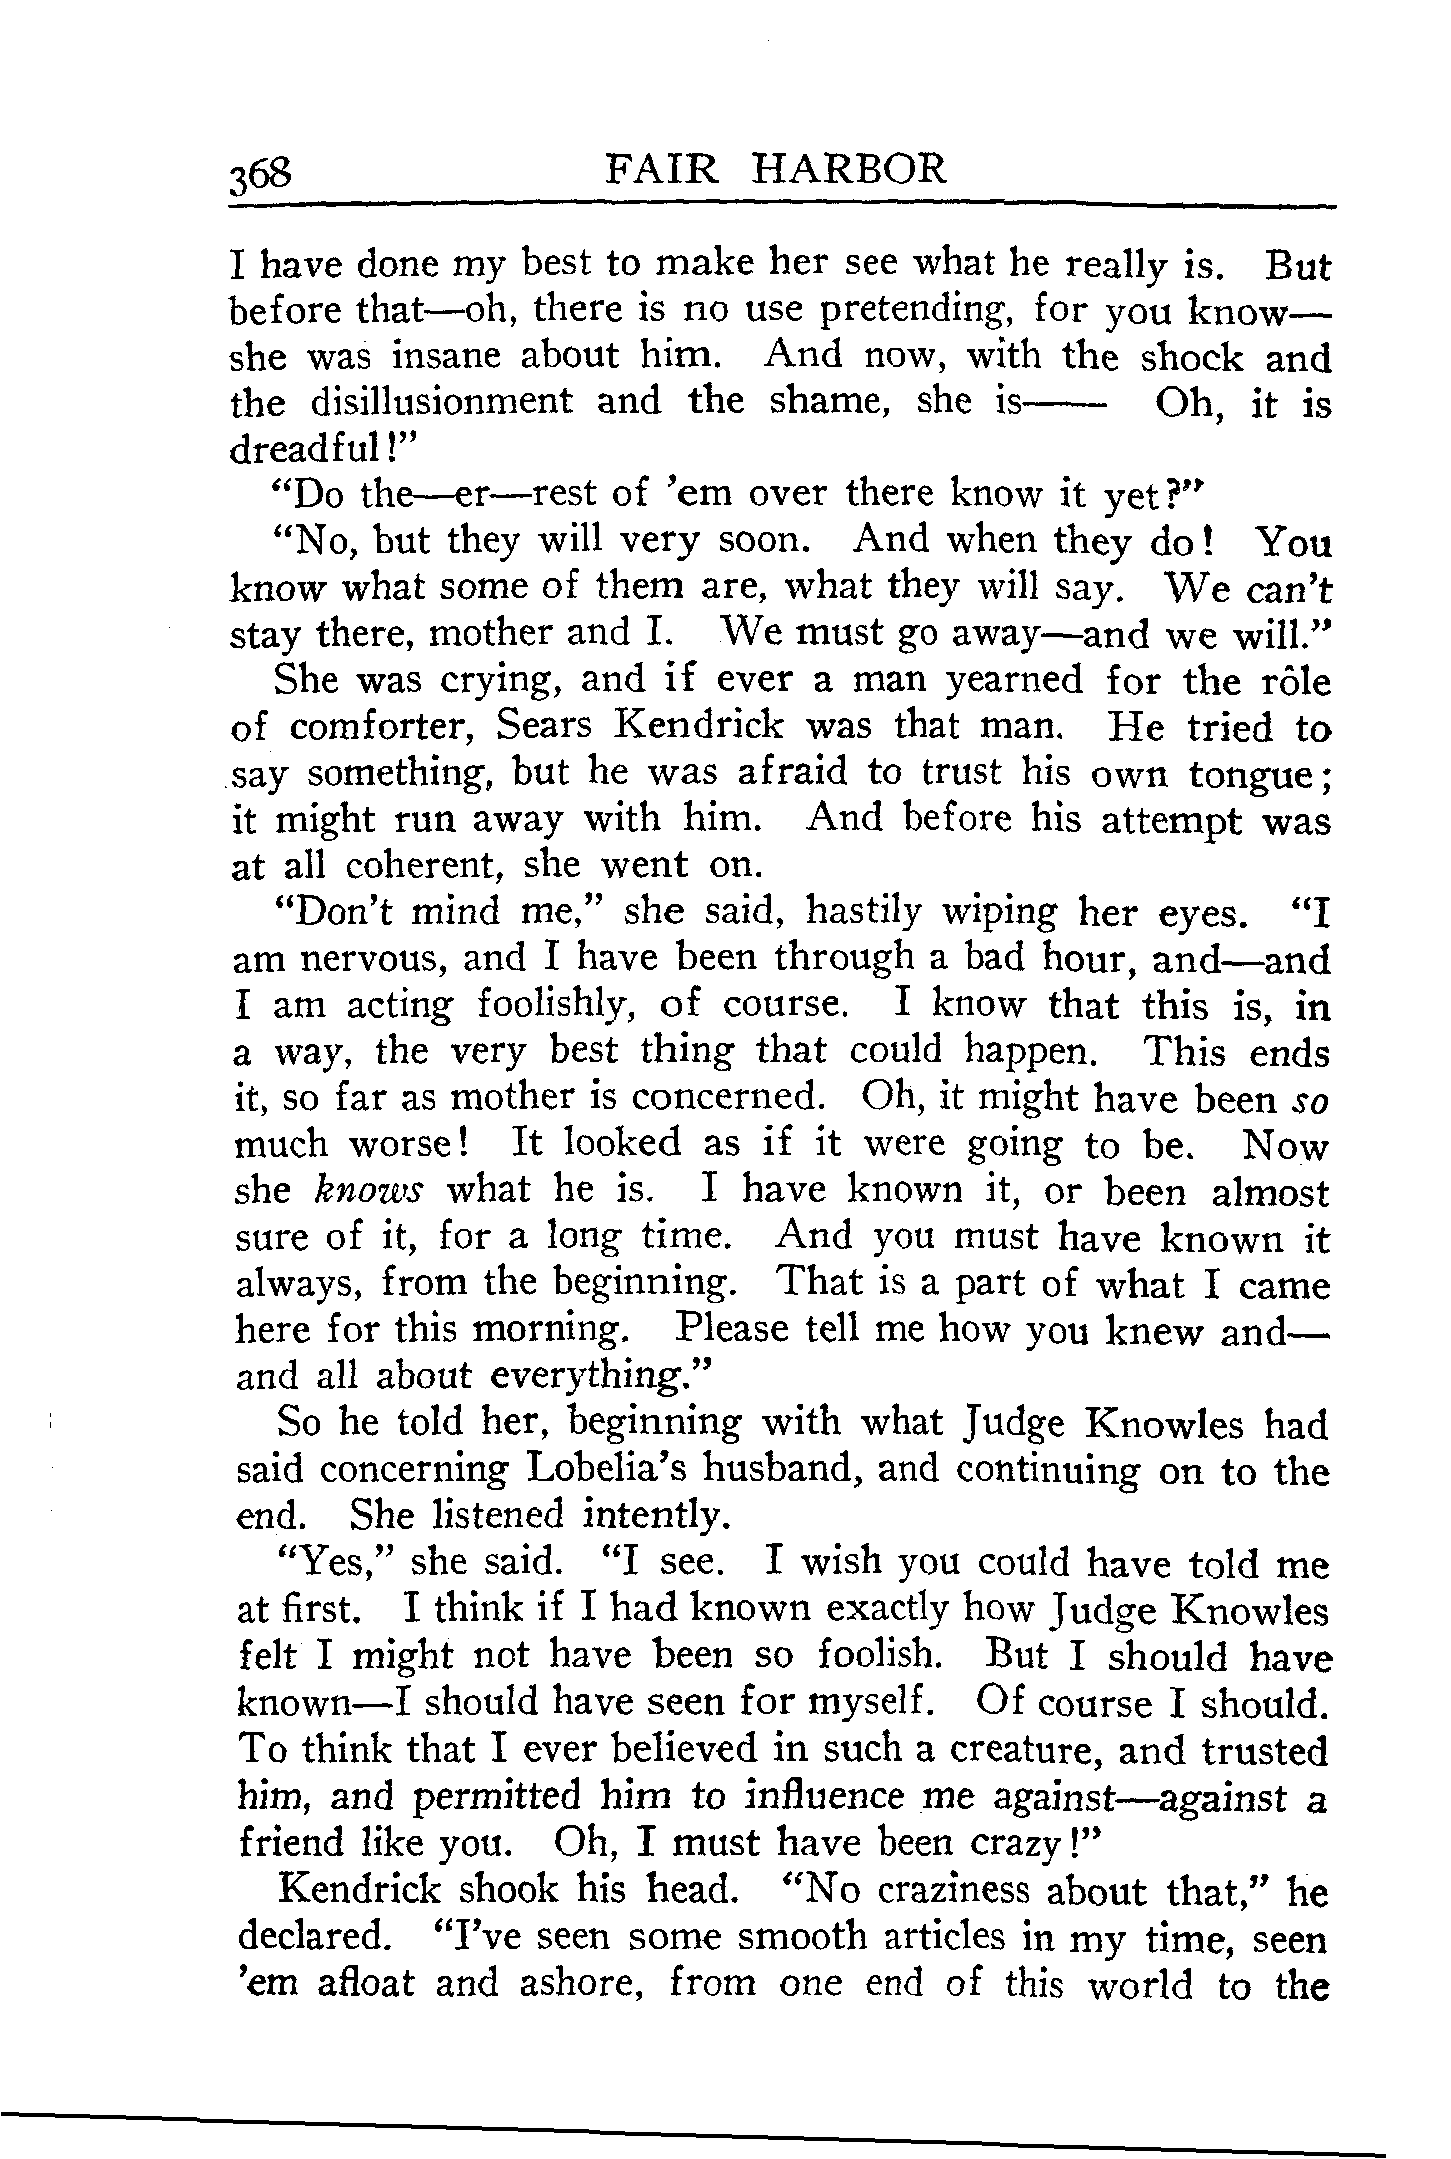 368 FAIR HARBOR
I have done my best to make her see what he really is. But
before that—oh, there is no use pretending, for you know—
she was insane about him. And now, with the shock and
the disillusionment and the shame, she is—— Oh, it is
dreadful!”
“Do the—er—rest of ’em over there know it yet?”
“No, but they will very soon. And when they do! You
know what some of them are, what they will say. We can’t
stay there, mother and I. We must go away—and we will.”
She was crying, and if ever a man yearned for the rôle
of comforter, Sears Kendrick was that man. He tried to
say something, but he was afraid to trust his own tongue;
it might run away with him. And before his attempt was
at all coherent, she went on.
“Don’t mind me,” she said, hastily wiping her eyes. “I
am nervous, and I have been through a bad hour, and—and
I am acting foolishly, of course. I know that this is, in
a way, the very best thing that could happen. This ends
it, so far as mother is concerned. Oh, it might have been so
much worse! It looked as if it were going to be. Now
she knows what he is. I have known it, or been almost
sure of it, for a long time. And you must have known it
always, from the beginning. That is a part of what I came
here for this morning. Please tell me how you knew and—
and all about everything.”
So he told her, beginning with what Judge Knowles had
said concerning Lobelia’s husband, and continuing on to the
end. She listened intently.
“Yes,” she said. “I see. I wish you could have told me
at first. I think if I had known exactly how Judge Knowles
felt I might not have been so foolish. But I should have
known—I should have seen for myself. Of course I should.
To think that I ever believed in such a creature, and trusted
him, and permitted him to influence me against—against a
friend like you. Oh, I must have been crazy!”
Kendrick shook his head. “No craziness about that,” he
declared. “I’ve seen some smooth articles in my time, seen
’em afloat and ashore, from one end of this world to the